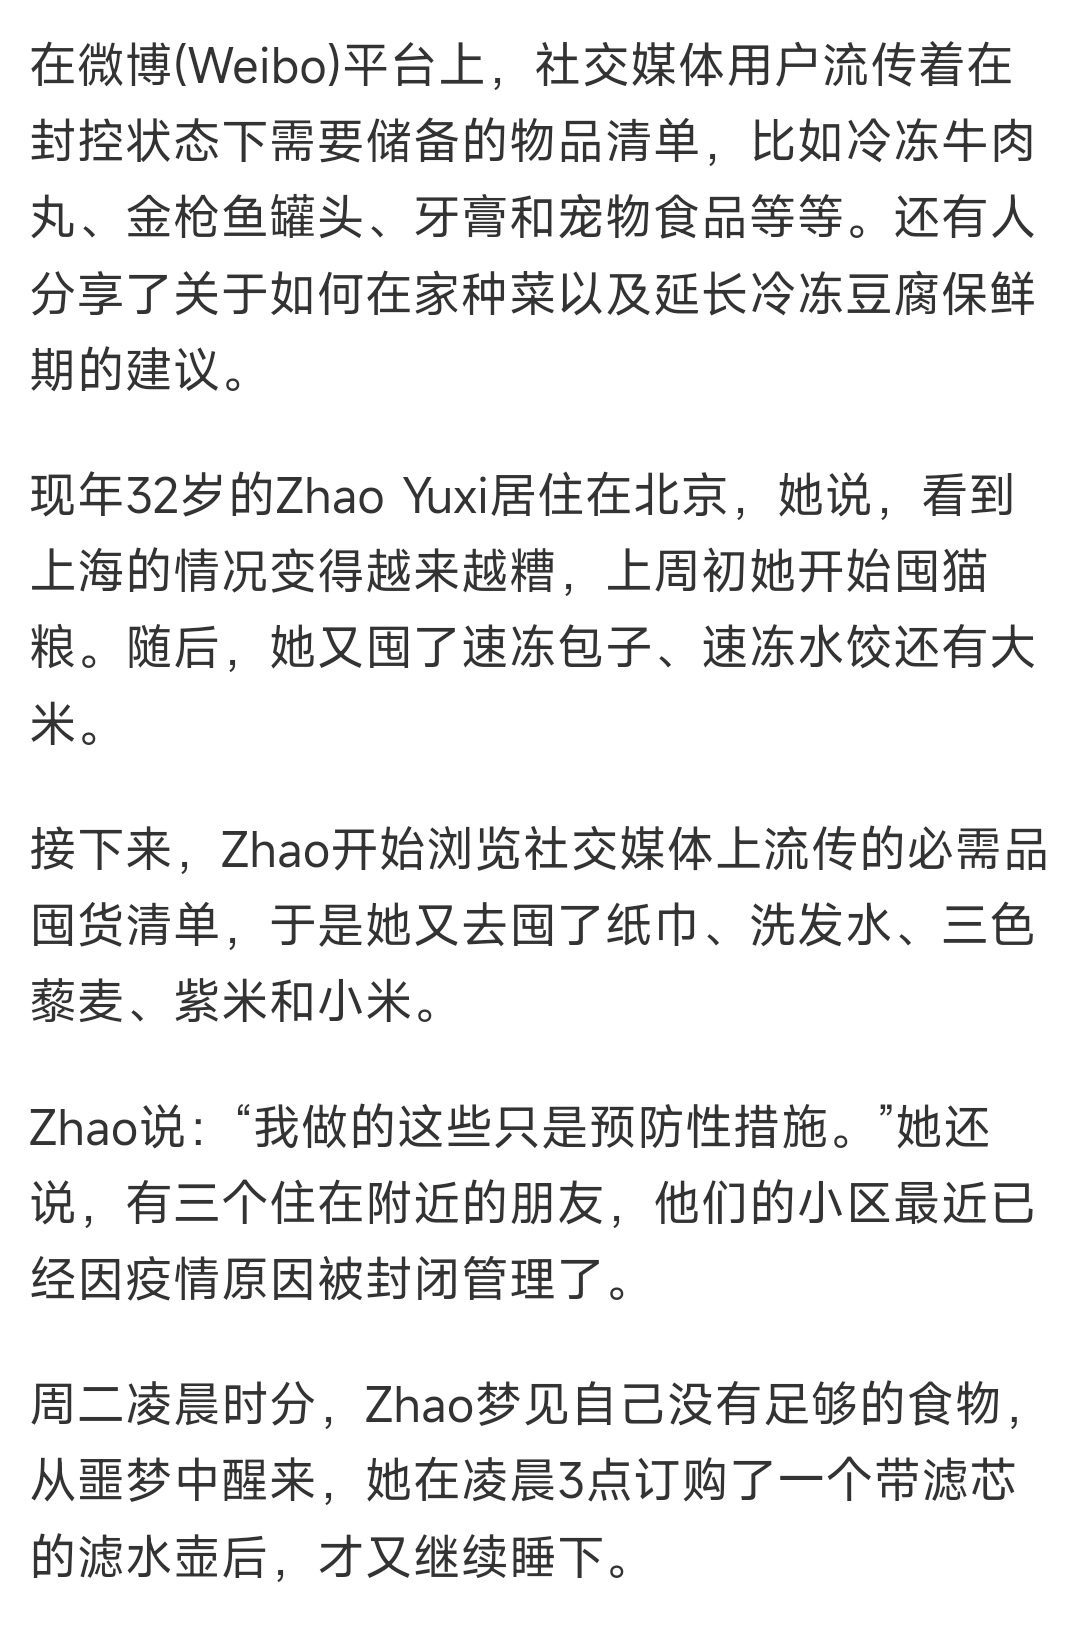 在微博(Weibo)平台上，社交媒体用户流传着在
封控状态下需要储备的物品清单，比如冷冻牛肉
丸、金枪鱼罐头、牙膏和宠物食品等等。还有人
分享了关于如何在家种菜以及延长冷冻豆腐保鲜
期的建议。
现年32岁的Zhao Yuxi居住在北京，她说，看到
上海的情况变得越来越糟，上周初她开始囤猫
粮。随后，她又囤了速冻包子、速冻水饺还有大
米。
接下来，Zhao开始浏览社交媒体上流传的必需品
囤货清单，于是她又去囤了纸巾、洗发水、三色
藜麦、紫米和小米。
Zhao说：“我做的这些只是预防性措施。”她还
说，有三个住在附近的朋友，他们的小区最近已
经因疫情原因被封闭管理了。
周二凌晨时分，Zhao梦见自己没有足够的食物，
从噩梦中醒来，她在凌晨3点订购了一个带滤芯
的滤水壶后，才又继续睡下。